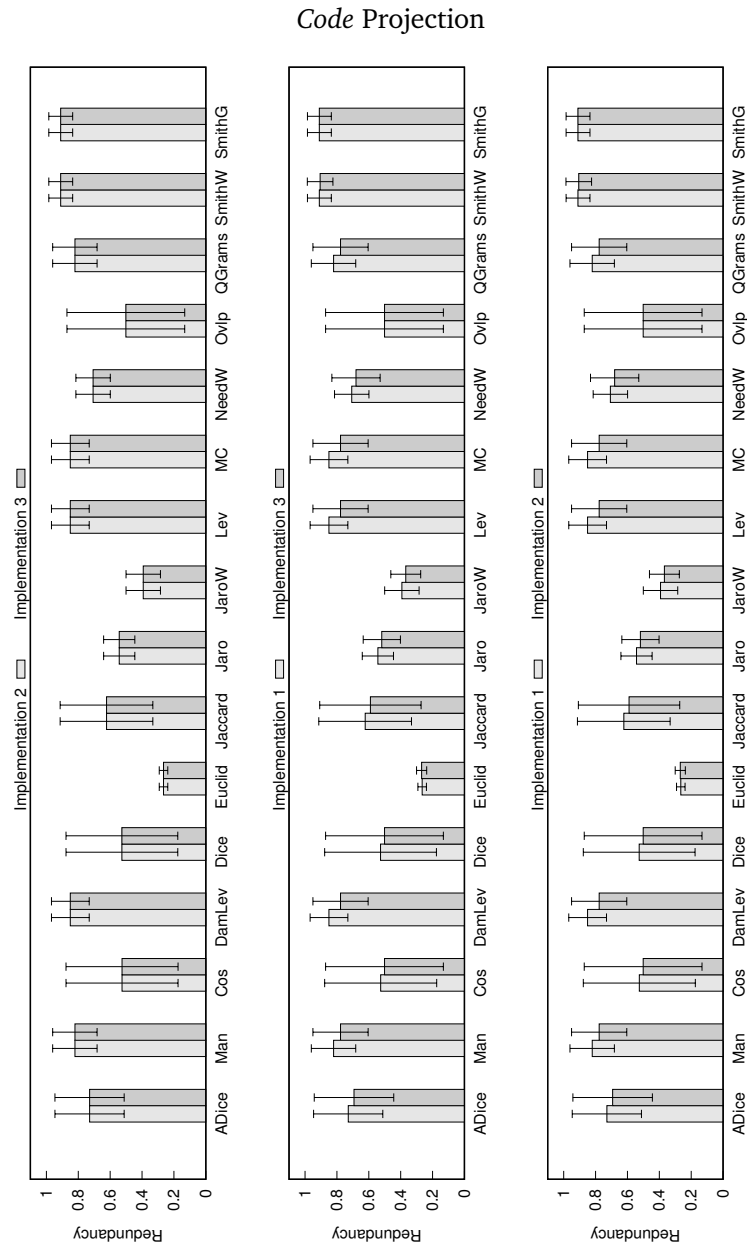 Code Projection
Implementation 2
Implementation 3
Redundancy
0
0.2
0.4
0.6
0.8
1
ADice
Man
Cos
DamLev
Dice
Euclid
Jaccard
Jaro
JaroW
Lev
MC
NeedW
Ovlp
QGrams
SmithW
SmithG
Implementation 1
Implementation 3
Redundancy
0
0.2
0.4
0.6
0.8
1
ADice
Man
Cos
DamLev
Dice
Euclid
Jaccard
Jaro
JaroW
Lev
MC
NeedW
Ovlp
QGrams
SmithW
SmithG
Implementation 1
Implementation 2
Redundancy
0
0.2
0.4
0.6
0.8
1
ADice
Man
Cos
DamLev
Dice
Euclid
Jaccard
Jaro
JaroW
Lev
MC
NeedW
Ovlp
QGrams
SmithW
SmithG